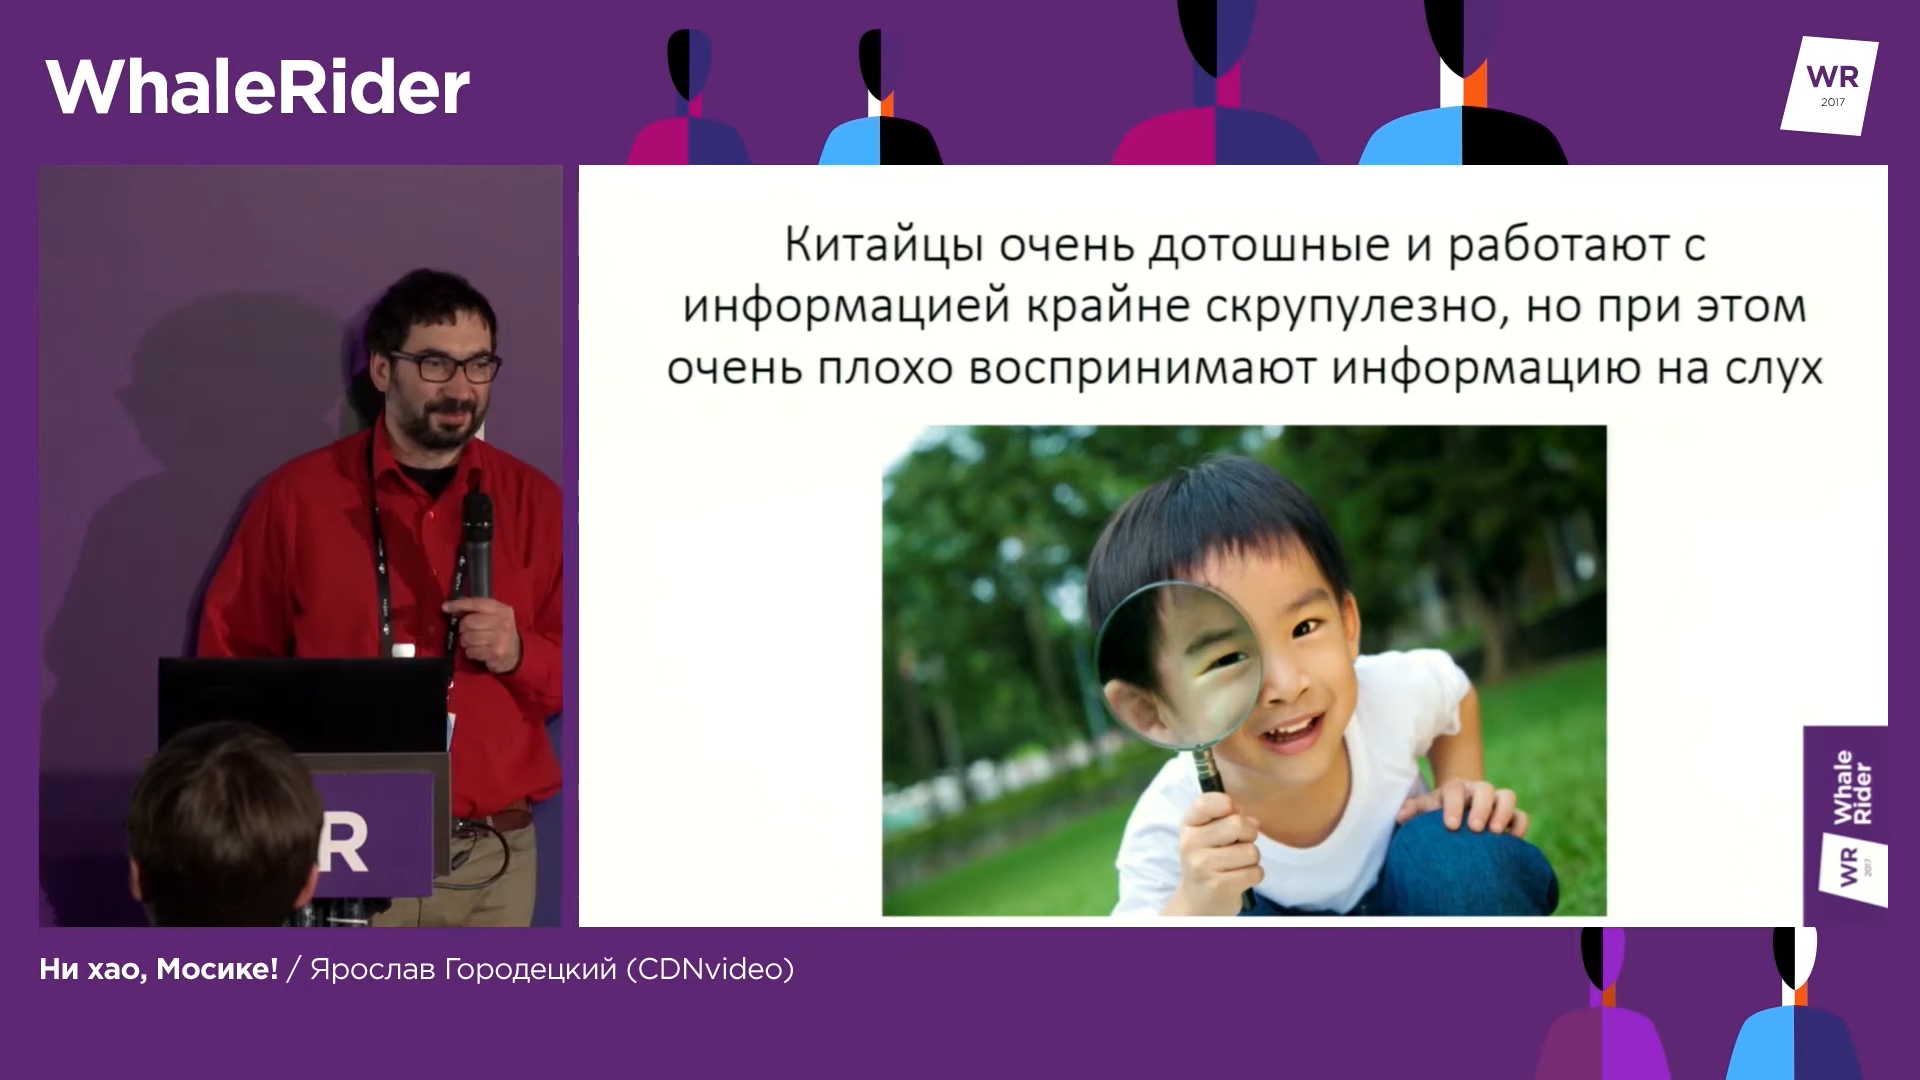 WhaleRider
WR
2017
Китайцы очень дотошные и работают с
информацией крайне скрупулезно, но при этом
очень плохо воспринимают информацию на слух
R
Whale
Rider
WR
2017
Ни хао, Мосике! / Ярослав Городецкий (CDNvideo)